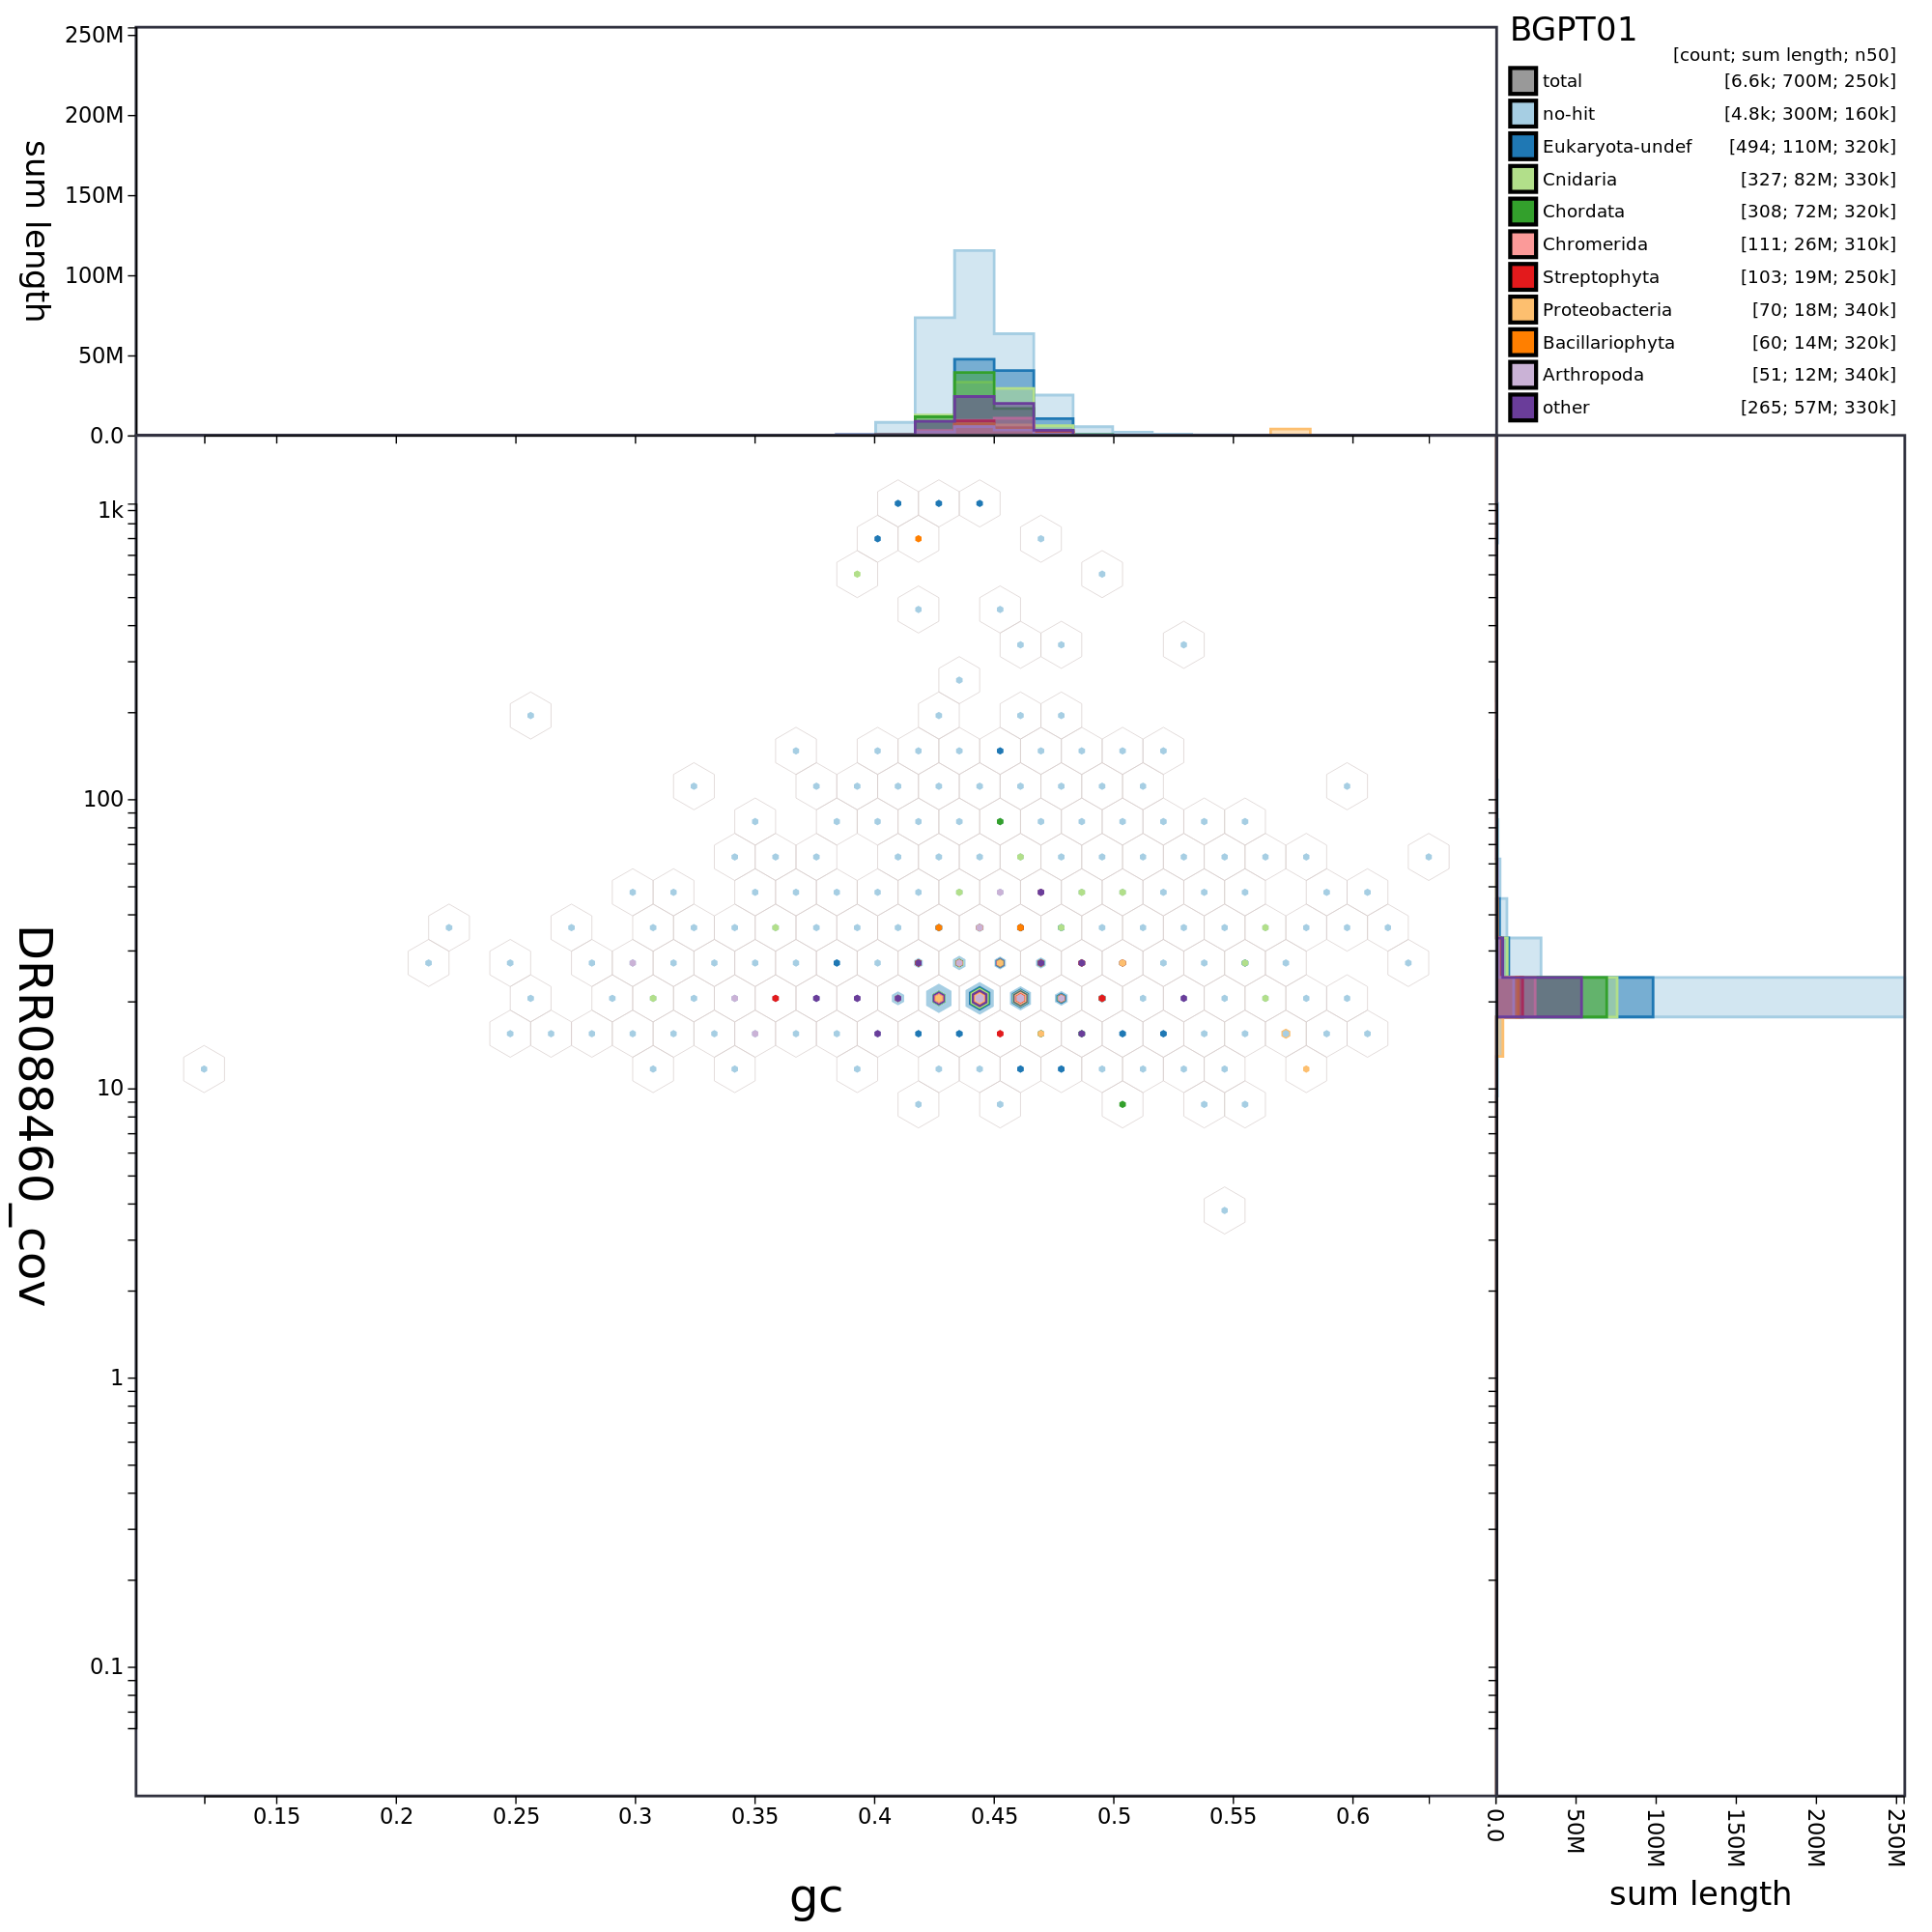 BGPT01
[count; sum length; n50]
total [6.6k; 700M; 250k]
no-hit [4.8k; 300M; 160k]
Eukaryota-undef [494; 110M; 320k]
Cnidaria [327; 82M; 330k]
Chordata [308; 72M; 320k]
Chromerida [111; 26M; 310k]
Streptophyta [103; 19M; 250k]
Proteobacteria [70; 18M; 340k]
Bacillariophyta [60; 14M; 320k]
Arthropoda [51; 12M; 340k]
other [265; 57M; 330k]
250M
200M
150M
100M
50M
0.0
sum length
1k
100
10
1
0.1
DRR088460_cov
0.15 0.2 0.25 0.3 0.35 0.4 0.45 0.5 0.55 0.6
gc
0.0 50M 100M 150M 200M 250M
sum length